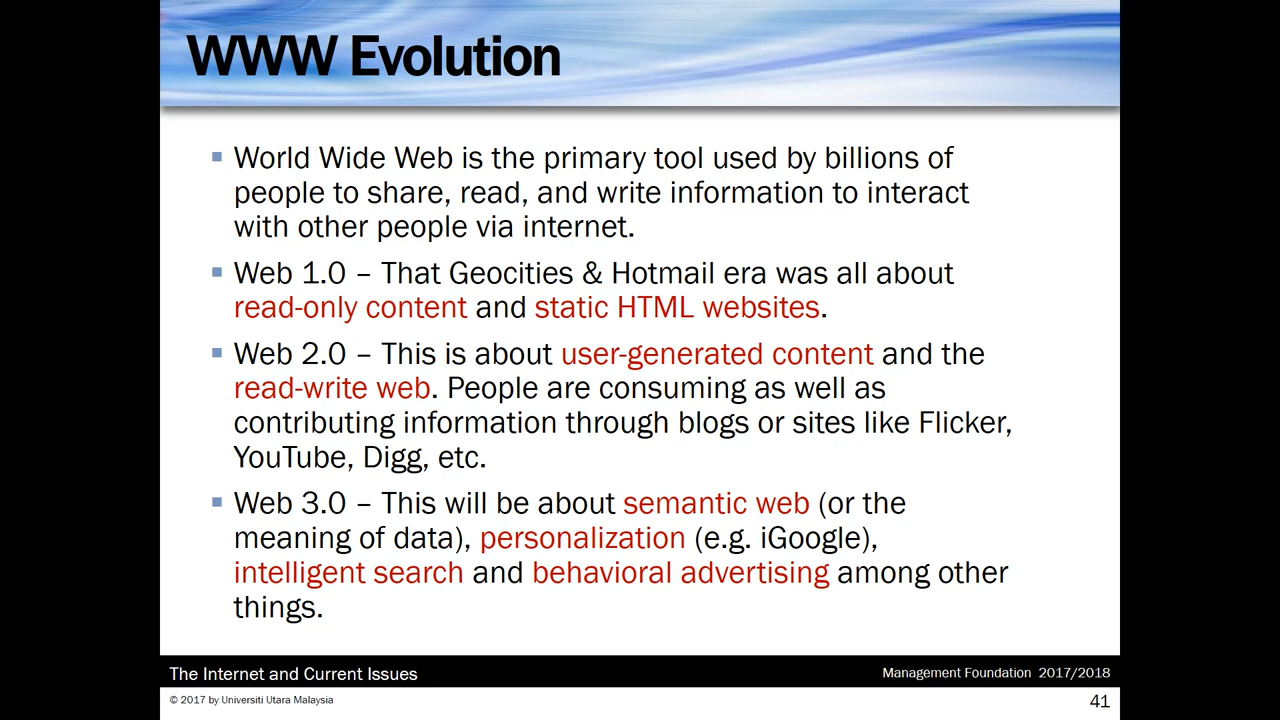 WWW Evolution
▪ World Wide Web is the primary tool used by billions of
people to share, read, and write information to interact
with other people via internet.
▪ Web 1.0 – That Geocities & Hotmail era was all about
read-only content and static HTML websites.
▪ Web 2.0 – This is about user-generated content and the
read-write web. People are consuming as well as
contributing information through blogs or sites like Flicker,
YouTube, Digg, etc.
▪ Web 3.0 – This will be about semantic web (or the
meaning of data), personalization (e.g. iGoogle),
intelligent search and behavioral advertising among other
things.
The Internet and Current Issues
Management Foundation 2017/2018
© 2017 by Universiti Utara Malaysia
41